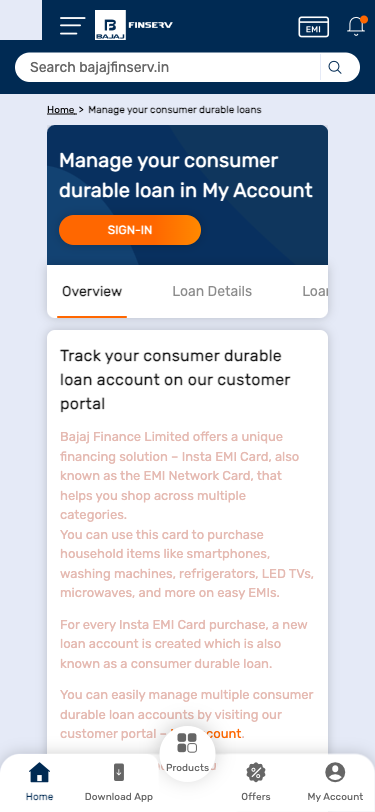 BAJAJ
FINSERV
EMI
Search bajajfinserv.in
Home > Manage your consumer durable loans
Manage your consumer
durable loan in My Account
SIGN-IN
Overview Loan Details
Track your consumer durable
loan account on our customer
portal
Bajaj Finance Limited offers a unique
financing solution – Insta EMI Card, also
known as the EMI Network Card, that
helps you shop across multiple
categories.
You can use this card to purchase
household items like smartphones,
washing machines, refrigerators, LED TVs,
microwaves, and more on easy EMIs.
For every Insta EMI Card purchase, a new
loan account is created which is also
known as a consumer durable loan.
You can easily manage multiple consumer
durable loan accounts by visiting our
customer portal –
Products
Home Download App Offers My Account